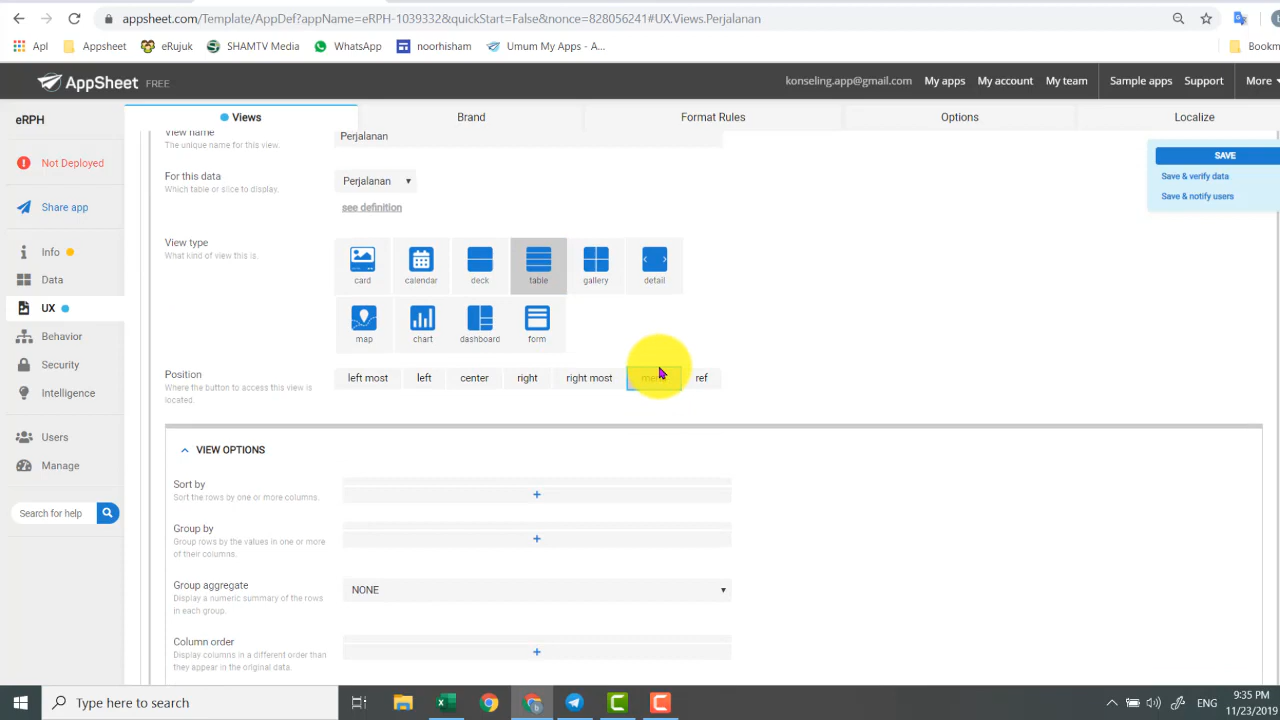 appsheet.com/Template/AppDef?appName=eRPH-1039332&quickStart=False&nonce=828056241#UX.Views.Perjalanan
Apl
Appsheet
eRujuk
SHAMTV Media
WhatsApp
noorhisham
Umum My Apps - A...
Bookm
AppSheet FREE
konseling.app@gmail.com
My apps
My account
My team
Sample apps
Support
More
eRPH
Views
Brand
Format Rules
Options
Localize
Not Deployed
Share app
Info
Data
UX
Behavior
Security
Intelligence
Users
Manage
Search for help
View name
The unique name for this view.
Perjalanan
SAVE
Save & verify data
Save & notify users
For this data
Which table or slice to display.
Perjalanan
see definition
View type
What kind of view this is.
card
calendar
deck
table
gallery
detail
map
chart
dashboard
form
Position
Where the button to access this view is
located.
left most
left
center
right
right most
ref
VIEW OPTIONS
Sort by
Sort the rows by one or more columns.
Group by
Group rows by the values in one or more
of their columns.
Group aggregate
Display a numeric summary of the rows
in each group.
NONE
Column order
Display columns in a different order than
they appear in the original data.
Type here to search
ENG
9:35 PM
11/23/2019